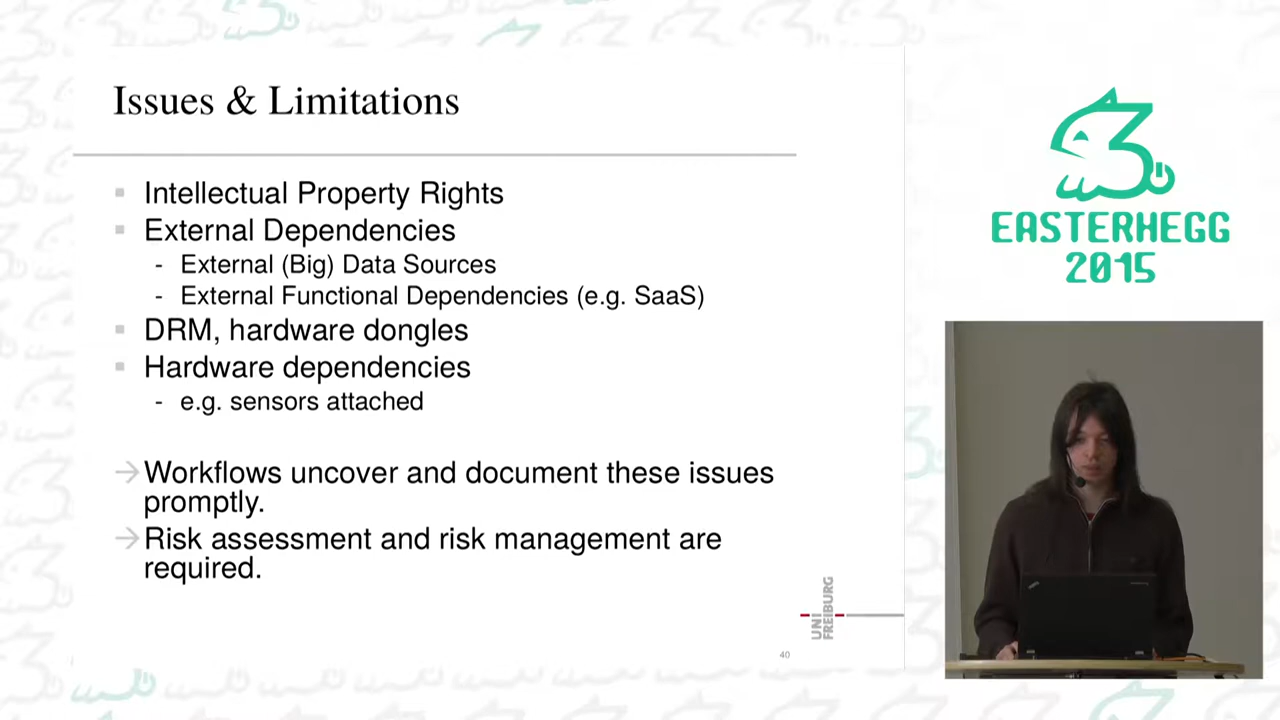 Issues & Limitations
Intellectual Property Rights
External Dependencies
- External (Big) Data Sources
- External Functional Dependencies (e.g. SaaS)
DRM, hardware dongles
Hardware dependencies
- e.g. sensors attached
→Workflows uncover and document these issues
promptly.
→Risk assessment and risk management are
required.
UNI
FREIBURG
40
EASTERHEGG
2015